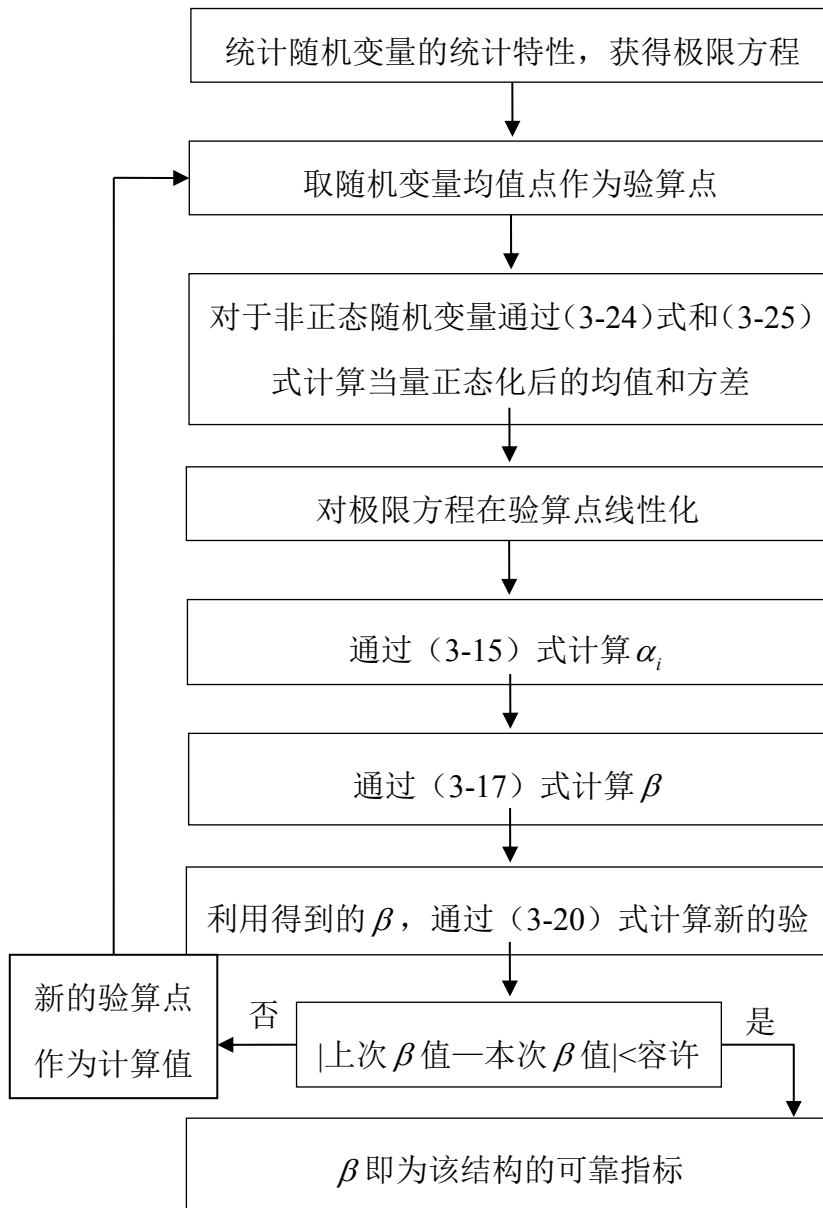 统计随机变量的统计特性，获得极限方程
取随机变量均值点作为验算点
对于非正态随机变量通过（3-24）式和（3-25）
式计算当量正态化后的均值和方差
对极限方程在验算点线性化
通过（3-15）式计算α_i
通过（3-17）式计算β
利用得到的β，通过（3-20）式计算新的验
新的验算点
作为计算值
否
|上次β值—本次β值|<容许
是
β即为该结构的可靠指标